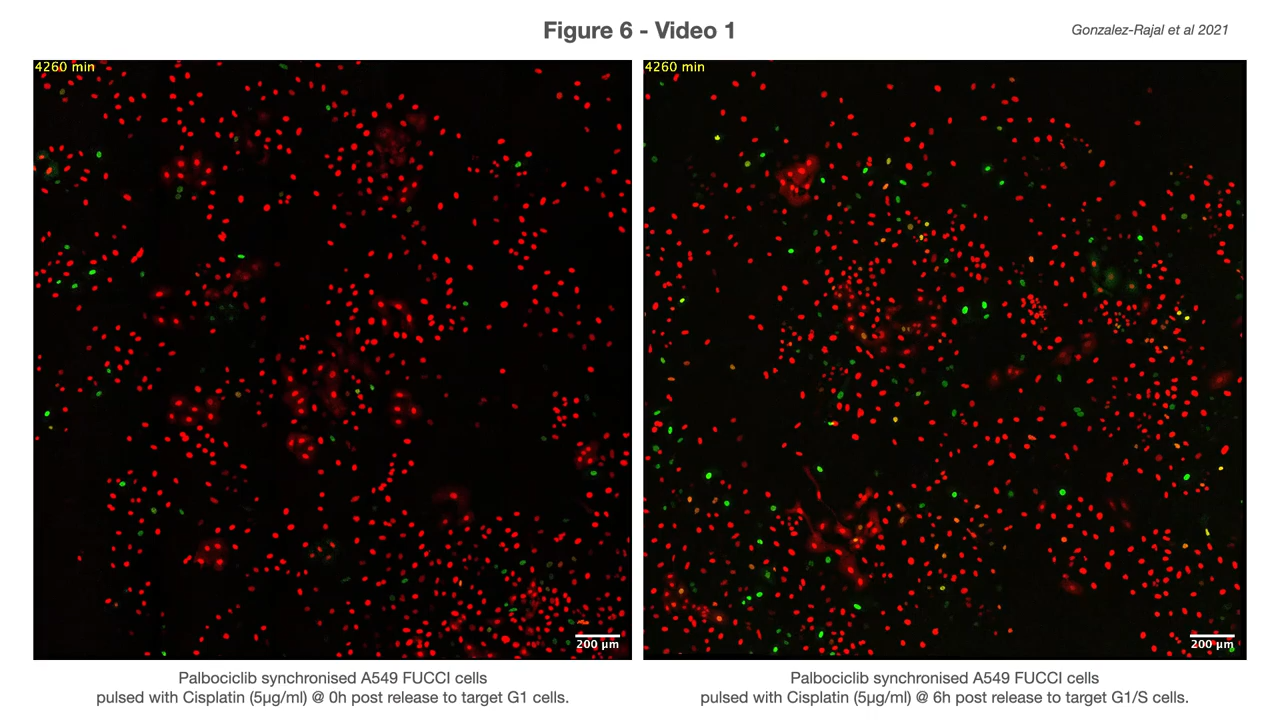 Figure 6 - Video 1
Gonzalez-Rajal et al 2021
4260 min
4260 min
200 µm
200 µm
Palbociclib synchronised A549 FUCCI cells
pulsed with Cisplatin (5µg/ml) @ 0h post release to target G1 cells.
Palbociclib synchronised A549 FUCCI cells
pulsed with Cisplatin (5µg/ml) @ 6h post release to target G1/S cells.